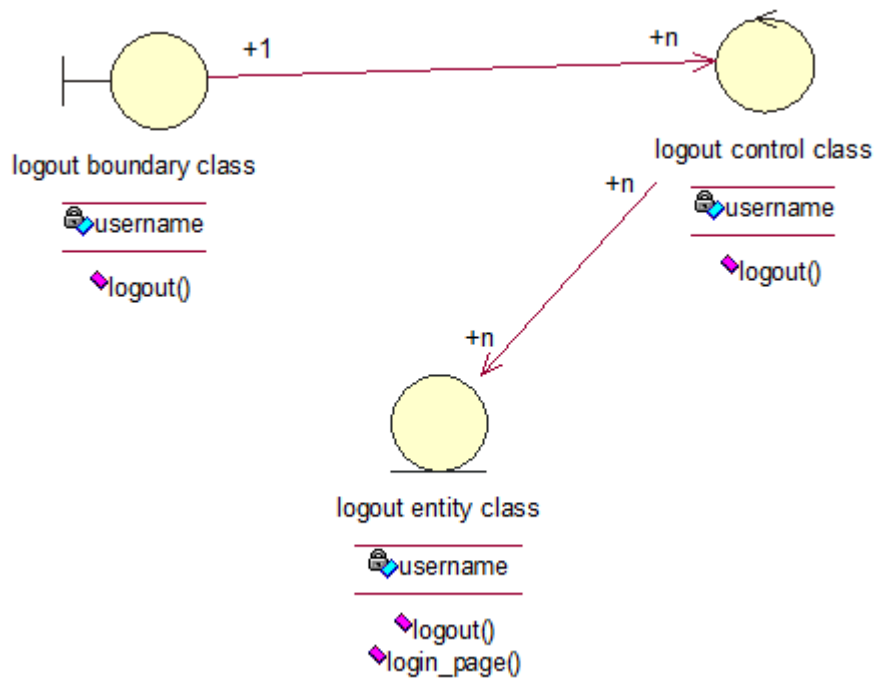 +1
+n
logout boundary class
username
logout()
logout control class
username
logout()
+n
+n
logout entity class
username
logout()
login_page()